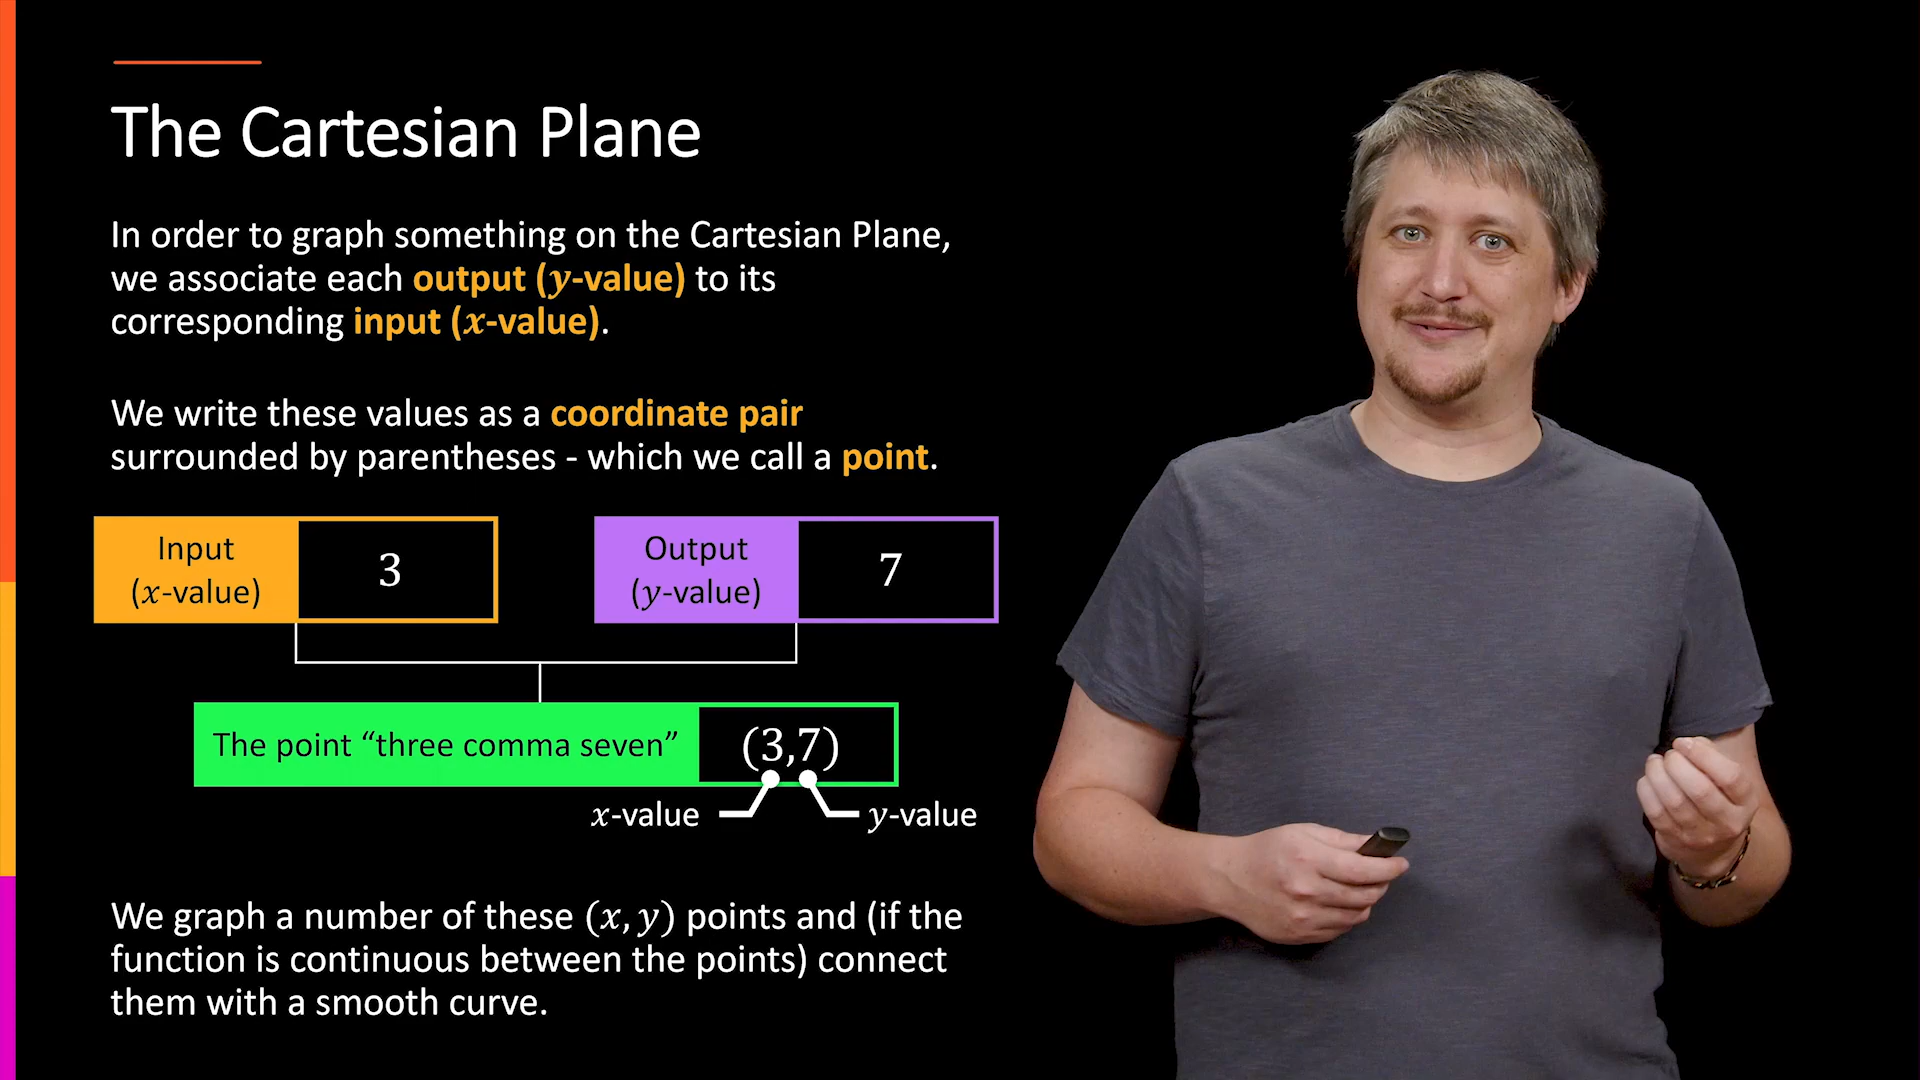 The Cartesian Plane
In order to graph something on the Cartesian Plane,
we associate each output (y-value) to its
corresponding input (x-value).
We write these values as a coordinate pair
surrounded by parentheses - which we call a point.
Input
(x-value)
3
Output
(y-value)
7
The point “three comma seven”
(3,7)
x-value
y-value
We graph a number of these (x, y) points and (if the
function is continuous between the points) connect
them with a smooth curve.